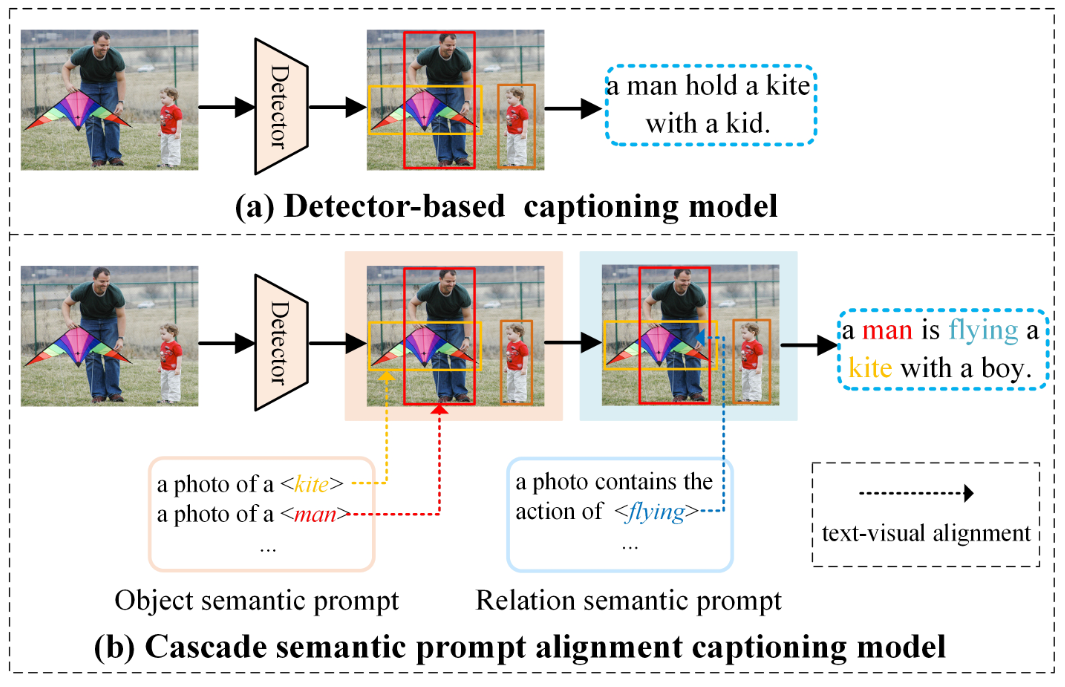 Detector
a man hold a kite
with a kid.
(a) Detector-based captioning model
Detector
a man is flying a
kite with a boy.
a photo of a <kite>
a photo of a <man>
...
a photo contains the
action of <flying>
...
text-visual alignment
Object semantic prompt
Relation semantic prompt
(b) Cascade semantic prompt alignment captioning model